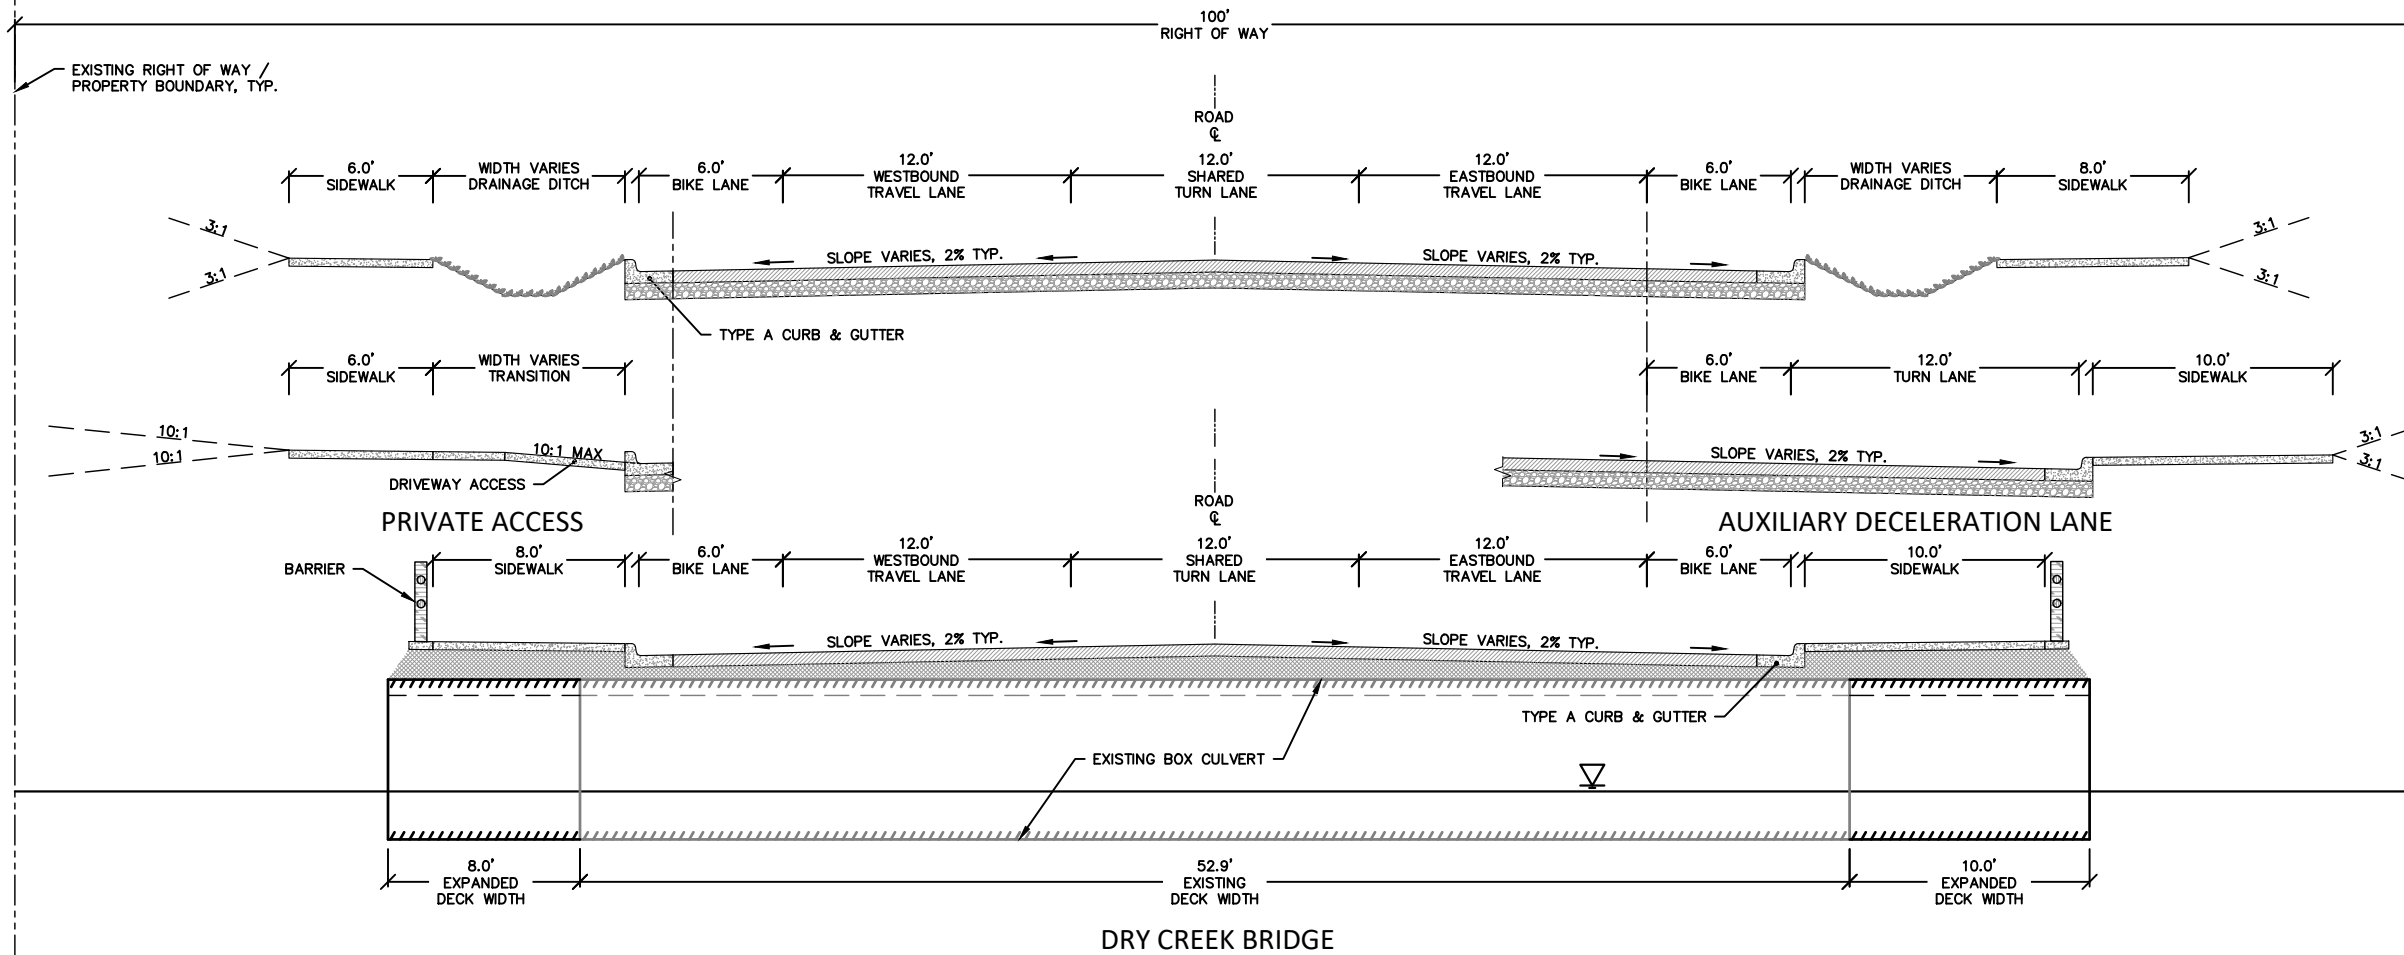 100'
RIGHT OF WAY
EXISTING RIGHT OF WAY /
PROPERTY BOUNDARY, TYP.
ROAD
℄
6.0'
SIDEWALK
WIDTH VARIES
DRAINAGE DITCH
6.0'
BIKE LANE
12.0'
WESTBOUND
TRAVEL LANE
12.0'
SHARED
TURN LANE
12.0'
EASTBOUND
TRAVEL LANE
6.0'
BIKE LANE
WIDTH VARIES
DRAINAGE DITCH
8.0'
SIDEWALK
3:1
3:1
SLOPE VARIES, 2% TYP.
SLOPE VARIES, 2% TYP.
3:1
3:1
TYPE A CURB & GUTTER
6.0'
SIDEWALK
WIDTH VARIES
TRANSITION
6.0'
BIKE LANE
12.0'
TURN LANE
10.0'
SIDEWALK
10:1
10:1
10:1 MAX
DRIVEWAY ACCESS
PRIVATE ACCESS
SLOPE VARIES, 2% TYP.
3:1
3:1
AUXILIARY DECELERATION LANE
ROAD
℄
BARRIER
8.0'
SIDEWALK
6.0'
BIKE LANE
12.0'
WESTBOUND
TRAVEL LANE
12.0'
SHARED
TURN LANE
12.0'
EASTBOUND
TRAVEL LANE
6.0'
BIKE LANE
10.0'
SIDEWALK
SLOPE VARIES, 2% TYP.
SLOPE VARIES, 2% TYP.
TYPE A CURB & GUTTER
EXISTING BOX CULVERT
8.0'
EXPANDED
DECK WIDTH
52.9'
EXISTING
DECK WIDTH
10.0'
EXPANDED
DECK WIDTH
DRY CREEK BRIDGE